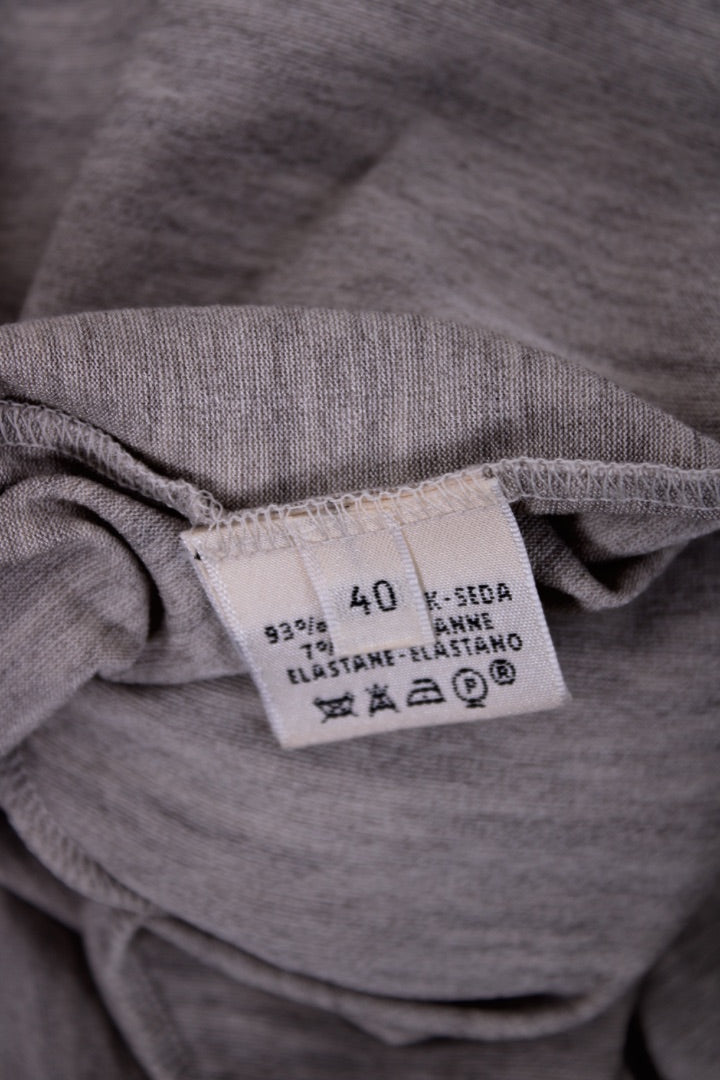 40
93% K-SEDA
7% ANNE
ELASTANE-ELASTANO
P ®